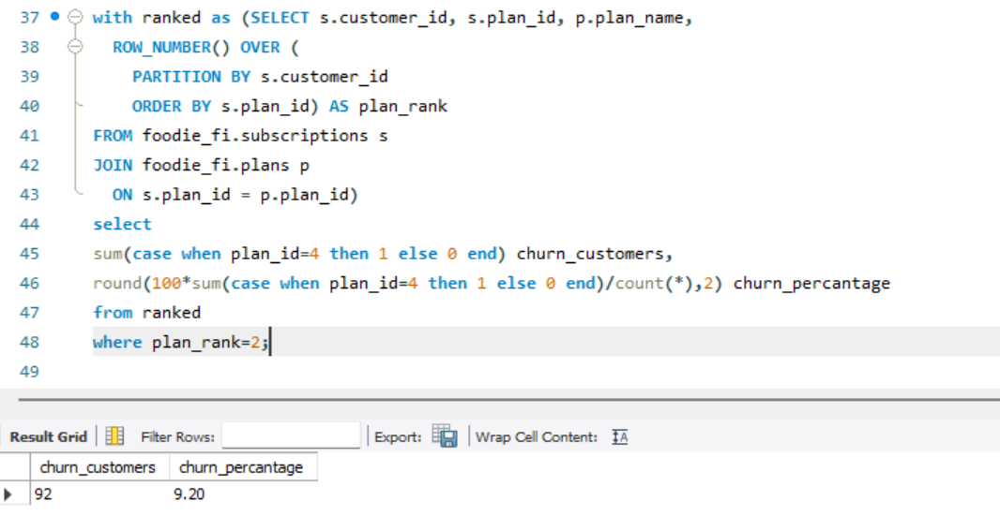 37 with ranked as (SELECT s.customer_id, s.plan_id, p.plan_name,
38 ROW_NUMBER() OVER (
39 PARTITION BY s.customer_id
40 ORDER BY s.plan_id) AS plan_rank
41 FROM foodie_fi.subscriptions s
42 JOIN foodie_fi.plans p
43 ON s.plan_id = p.plan_id)
44 select
45 sum(case when plan_id=4 then 1 else 0 end) churn_customers,
46 round(100*sum(case when plan_id=4 then 1 else 0 end)/count(*),2) churn_percantage
47 from ranked
48 where plan_rank=2;
49
Result Grid Filter Rows: Export: Wrap Cell Content: IA
churn_customers churn_percantage
92 9.20